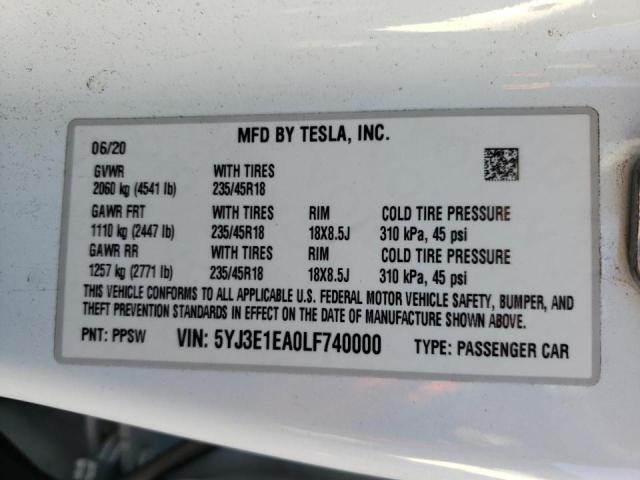 MFD BY TESLA, INC.
06/20
GVWR WITH TIRES
2060 kg (4541 lb) 235/45R18
GAWR FRT WITH TIRES RIM COLD TIRE PRESSURE
1110 kg (2447 lb) 235/45R18 18X8.5J 310 kPa, 45 psi
GAWR RR WITH TIRES RIM COLD TIRE PRESSURE
1257 kg (2771 lb) 235/45R18 18X8.5J 310 kPa, 45 psi
THIS VEHICLE CONFORMS TO ALL APPLICABLE U.S. FEDERAL MOTOR VEHICLE SAFETY, BUMPER, AND
THEFT PREVENTION STANDARDS IN EFFECT ON THE DATE OF MANUFACTURE SHOWN ABOVE.
PNT: PPSW VIN: 5YJ3E1EA0LF740000 TYPE: PASSENGER CAR